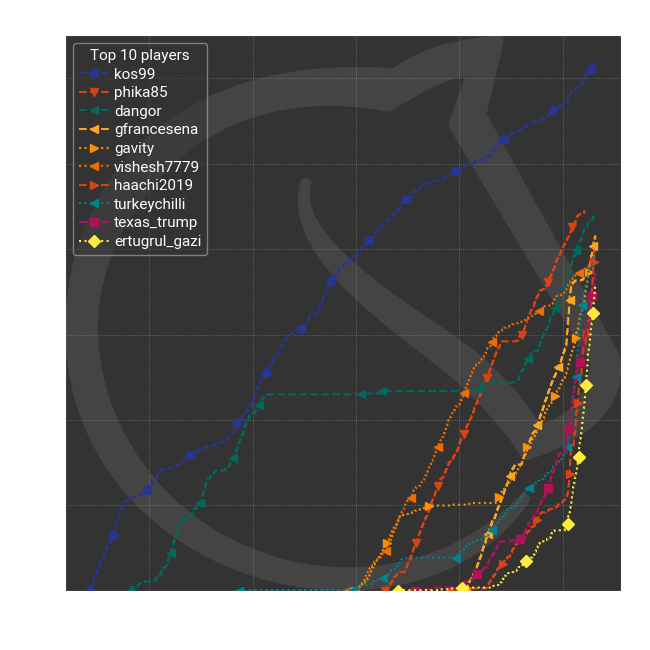 Top 10 players
kos99
phika85
dangor
gfrancesena
gavity
vishesh7779
haachi2019
turkeychilli
texas_trump
ertugrul_gazi